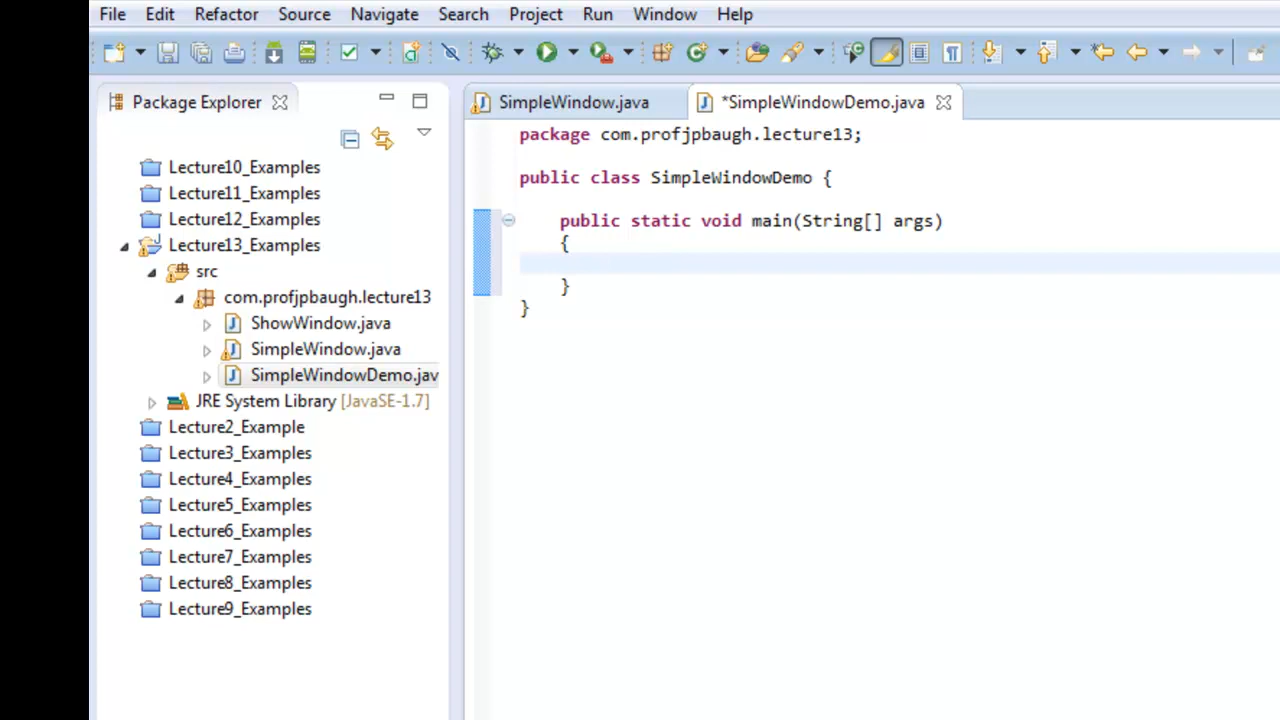 File Edit Refactor Source Navigate Search Project Run Window Help
Package Explorer
Lecture10_Examples
Lecture11_Examples
Lecture12_Examples
Lecture13_Examples
src
com.profjpbaugh.lecture13
ShowWindow.java
SimpleWindow.java
SimpleWindowDemo.jav
JRE System Library [JavaSE-1.7]
Lecture2_Example
Lecture3_Examples
Lecture4_Examples
Lecture5_Examples
Lecture6_Examples
Lecture7_Examples
Lecture8_Examples
Lecture9_Examples
SimpleWindow.java *SimpleWindowDemo.java
package com.profjpbaugh.lecture13;
public class SimpleWindowDemo {
public static void main(String[] args)
{
}
}